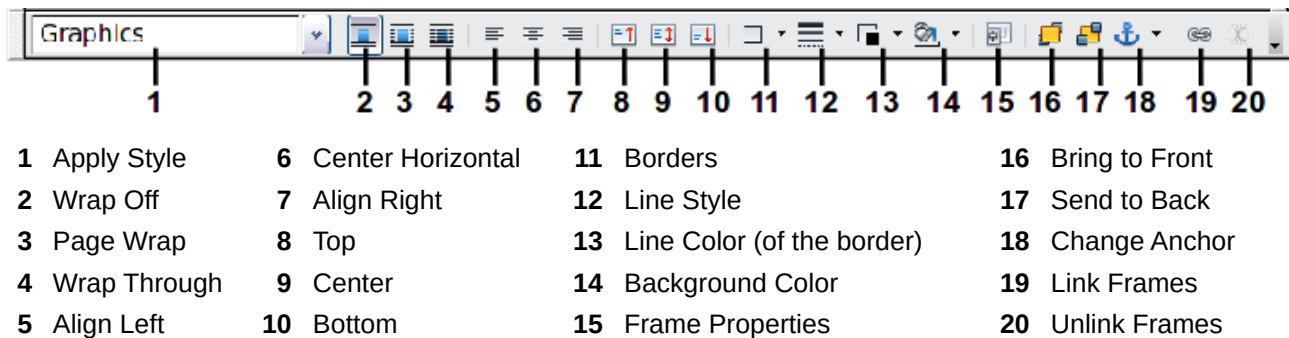 Graphics
1 2 3 4 5 6 7 8 9 10 11 12 13 14 15 16 17 18 19 20
1 Apply Style
2 Wrap Off
3 Page Wrap
4 Wrap Through
5 Align Left
6 Center Horizontal
7 Align Right
8 Top
9 Center
10 Bottom
11 Borders
12 Line Style
13 Line Color (of the border)
14 Background Color
15 Frame Properties
16 Bring to Front
17 Send to Back
18 Change Anchor
19 Link Frames
20 Unlink Frames